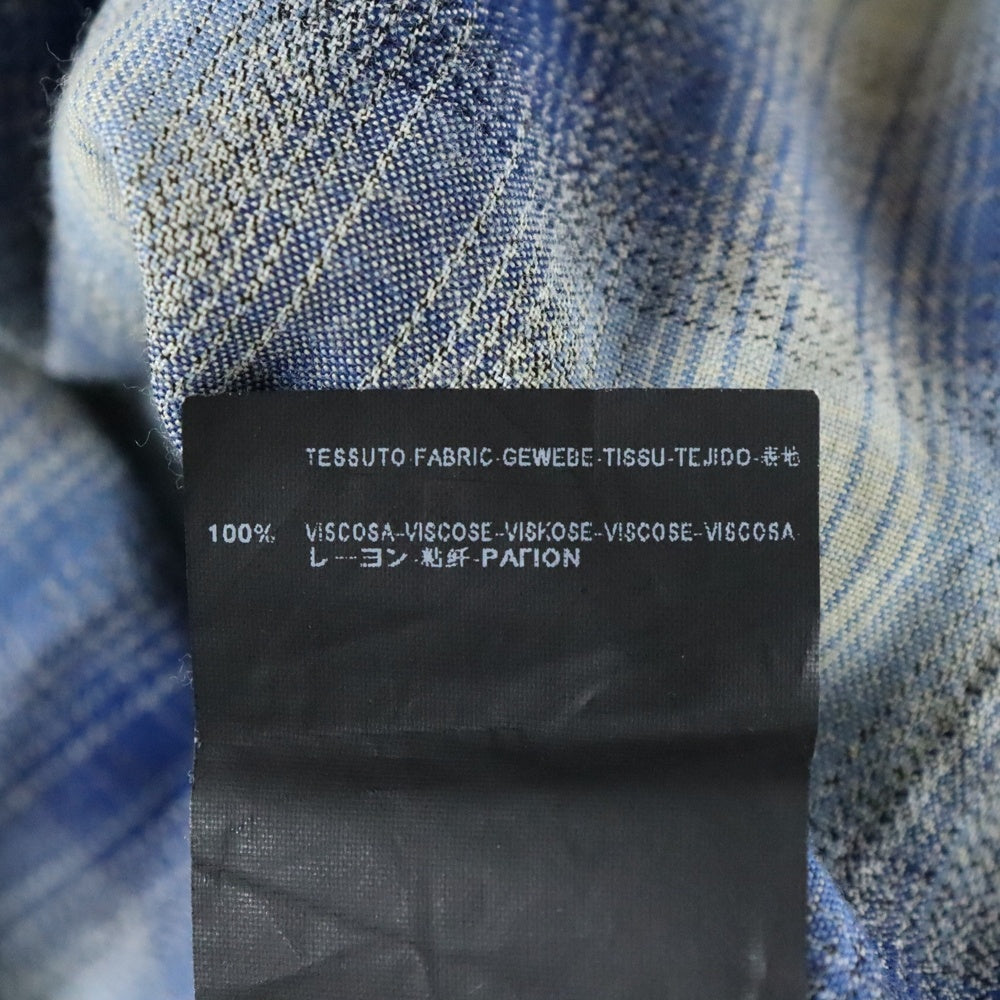 TESSUTO FABRIC-GEWEBE-TISSU-TEJIDO-表地
100% VISCOSA-VISCOSE-VISKOSE-VISCOSE-VISCOSA
レーヨン-粘纤-РАГІОN